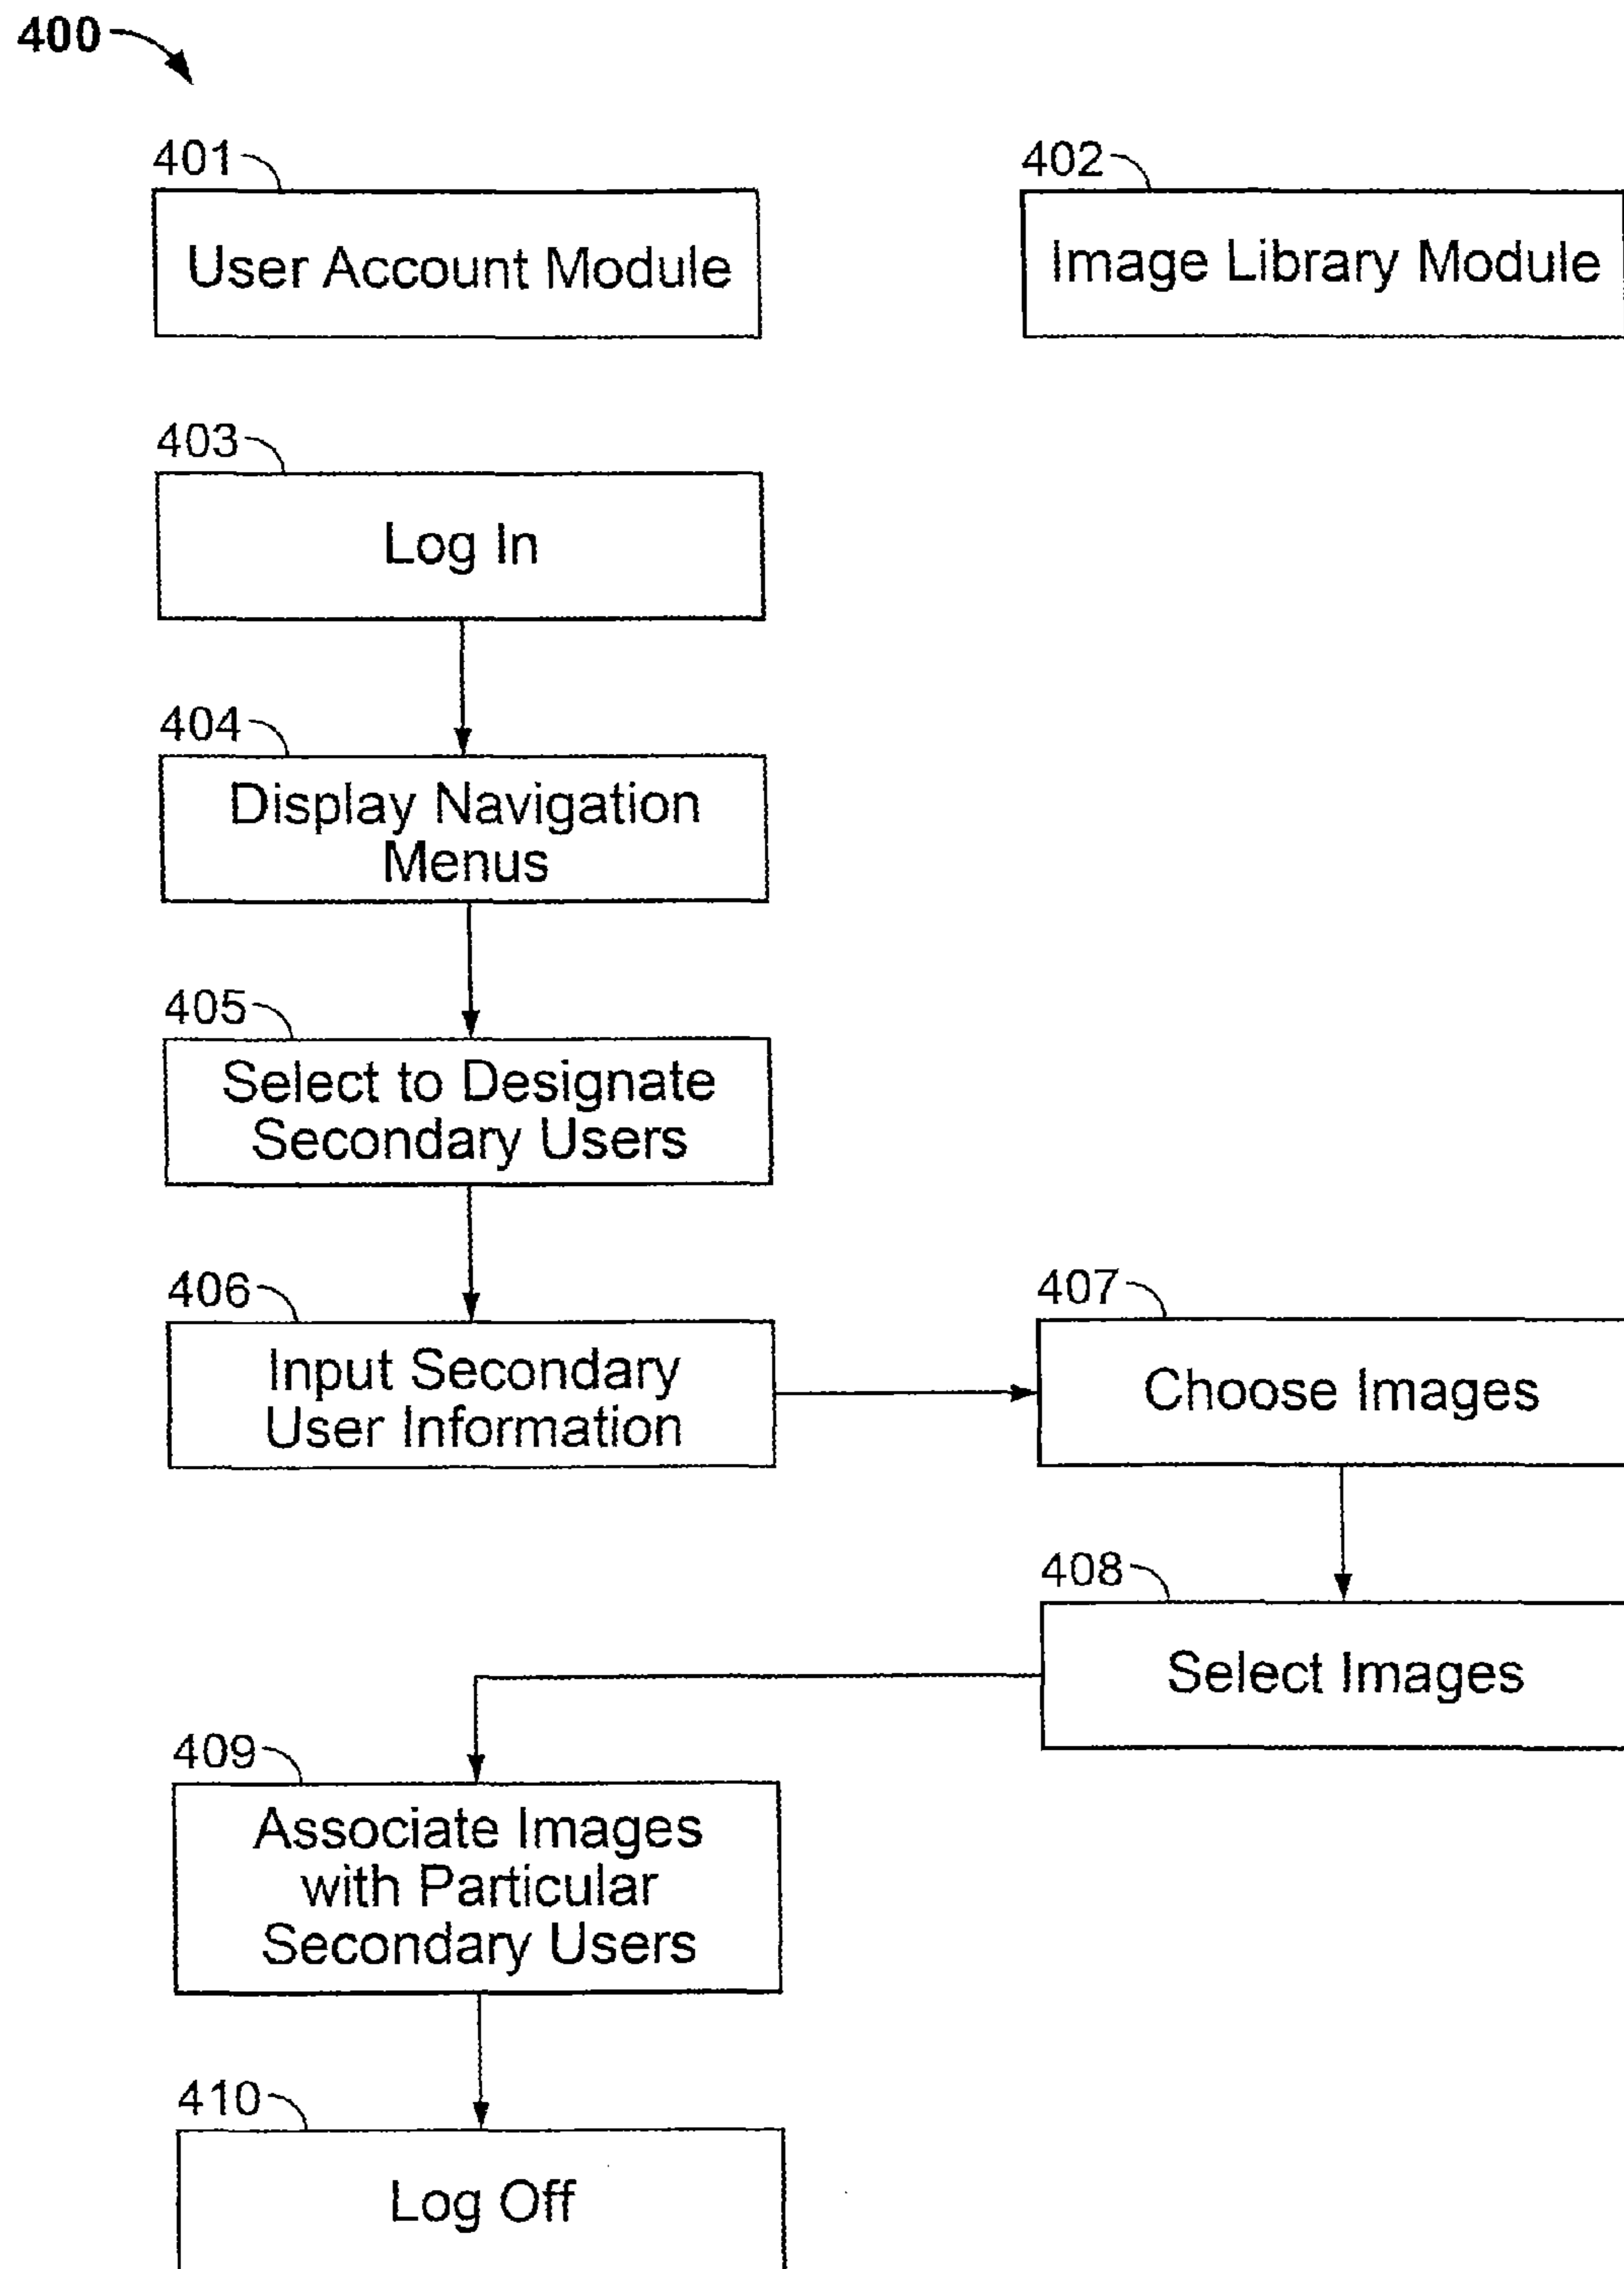 400
401
User Account Module
402
Image Library Module
403
Log In
404
Display Navigation
Menus
405
Select to Designate
Secondary Users
406
Input Secondary
User Information
407
Choose Images
408
Select Images
409
Associate Images
with Particular
Secondary Users
410
Log Off